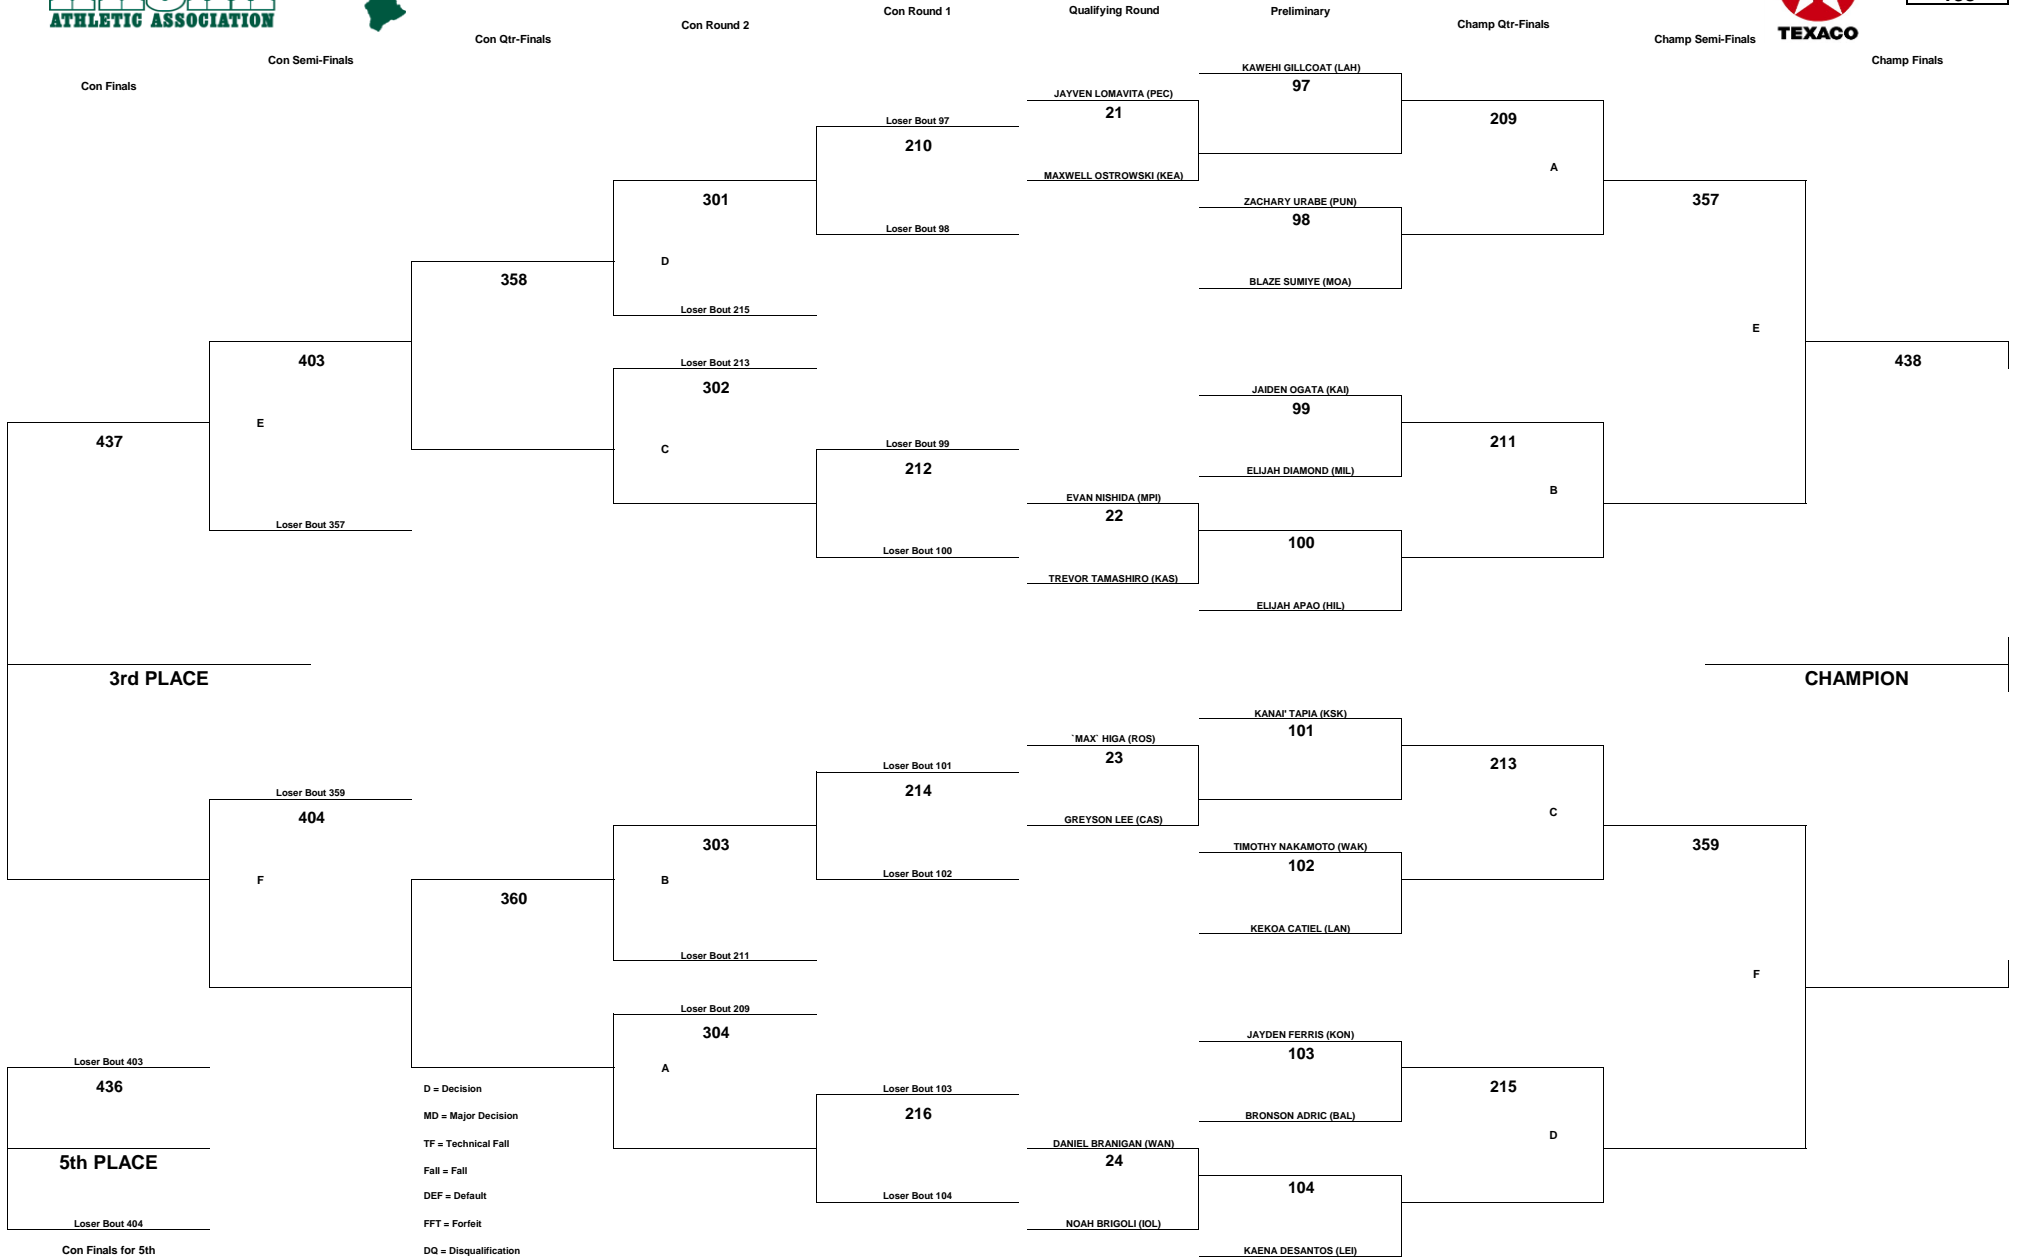 ATHLETIC ASSOCIATION
TEXACO
Con Finals
Con Semi-Finals
Con Qtr-Finals
Con Round 2
Con Round 1
Qualifying Round
Preliminary
Champ Qtr-Finals
Champ Semi-Finals
Champ Finals
KAWEHI GILLCOAT (LAH)
97
JAYVEN LOMAVITA (PEC)
21
MAXWELL OSTROWSKI (KEA)
209
A
Loser Bout 97
210
Loser Bout 98
ZACHARY URABE (PUN)
98
BLAZE SUMIYE (MOA)
301
D
Loser Bout 215
357
E
358
Loser Bout 213
302
C
403
E
Loser Bout 357
437
438
JAIDEN OGATA (KAI)
99
ELIJAH DIAMOND (MIL)
211
B
Loser Bout 99
212
Loser Bout 100
EVAN NISHIDA (MPI)
22
TREVOR TAMASHIRO (KAS)
100
ELIJAH APAO (HIL)
3rd PLACE
CHAMPION
KANAI' TAPIA (KSK)
101
`MAX` HIGA (ROS)
23
GREYSON LEE (CAS)
213
C
Loser Bout 101
214
Loser Bout 102
TIMOTHY NAKAMOTO (WAK)
102
KEKOA CATIEL (LAN)
Loser Bout 359
404
F
303
B
Loser Bout 211
359
F
360
Loser Bout 209
304
A
JAYDEN FERRIS (KON)
103
BRONSON ADRIC (BAL)
215
D
Loser Bout 103
216
Loser Bout 104
DANIEL BRANIGAN (WAN)
24
NOAH BRIGOLI (IOL)
104
KAENA DESANTOS (LEI)
Loser Bout 403
436
5th PLACE
Loser Bout 404
Con Finals for 5th
D = Decision
MD = Major Decision
TF = Technical Fall
Fall = Fall
DEF = Default
FFT = Forfeit
DQ = Disqualification